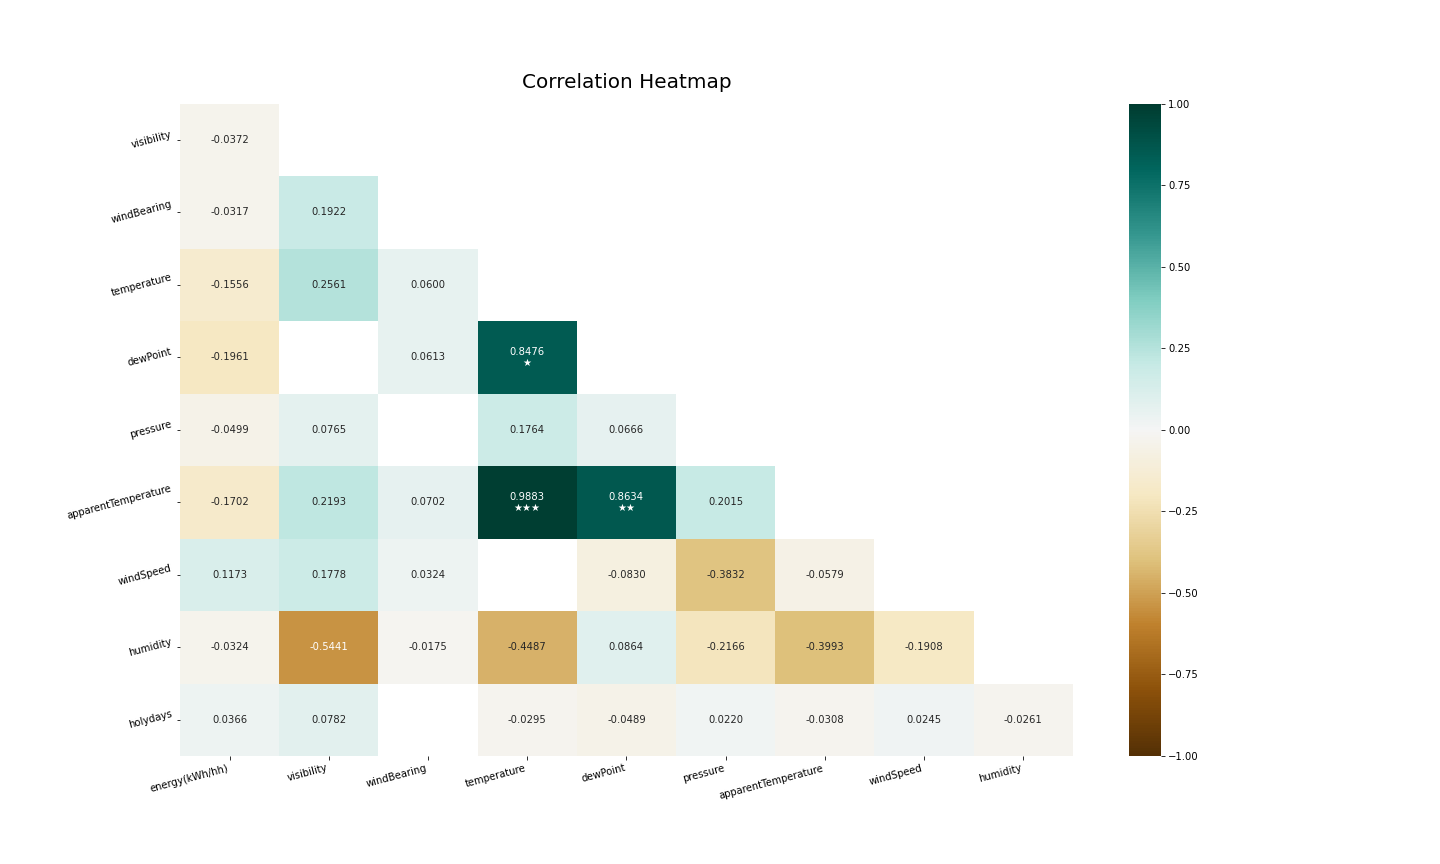 Correlation Heatmap
visibility -0.0372
windBearing -0.0317 0.1922
temperature -0.1556 0.2561 0.0600
dewPoint -0.1961 0.0613 0.8476
★
pressure -0.0499 0.0765 0.1764 0.0666
apparentTemperature -0.1702 0.2193 0.0702 0.9883 0.8634 0.2015
★★★ ★★
windSpeed 0.1173 0.1778 0.0324 -0.0830 -0.3832 -0.0579
humidity -0.0324 -0.5441 -0.0175 -0.4487 0.0864 -0.2166 -0.3993 -0.1908
holydays 0.0366 0.0782 -0.0295 -0.0489 0.0220 -0.0308 0.0245 -0.0261
energy(kWh/hh) visibility windBearing temperature dewPoint pressure apparentTemperature windSpeed humidity
1.00
0.75
0.50
0.25
0.00
−0.25
−0.50
−0.75
−1.00